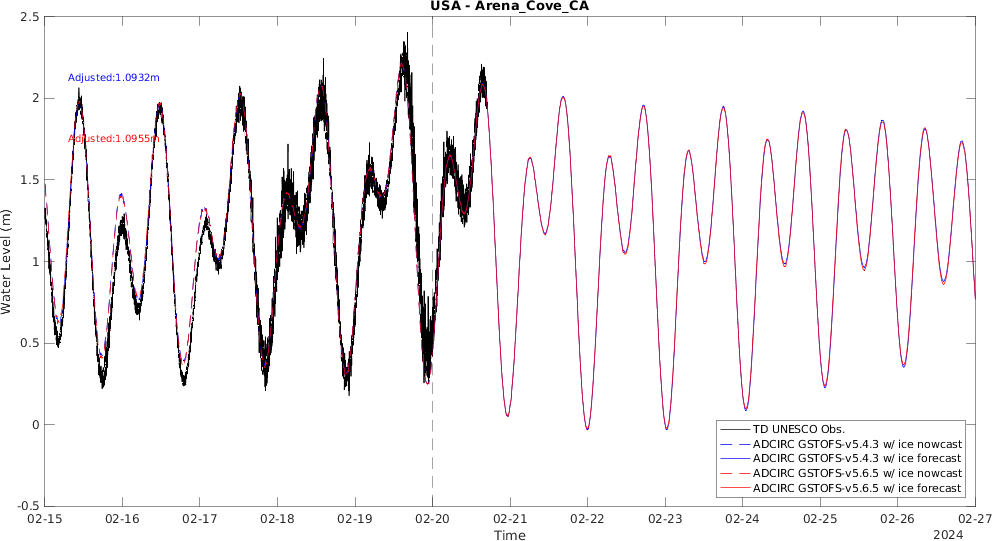 USA - Arena_Cove_CA
2.5
2
1.5
1
0.5
0
-0.5
Water Level (m)
Adjusted:1.0932m
Adjusted:1.0955m
TD UNESCO Obs.
ADCIRC GSTOFS-v5.4.3 w/ ice nowcast
ADCIRC GSTOFS-v5.4.3 w/ ice forecast
ADCIRC GSTOFS-v5.6.5 w/ ice nowcast
ADCIRC GSTOFS-v5.6.5 w/ ice forecast
02-15 02-16 02-17 02-18 02-19 02-20 02-21 02-22 02-23 02-24 02-25 02-26 02-27
Time
2024